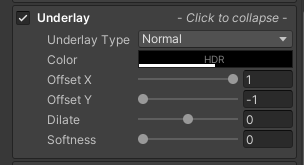 Underlay - Click to collapse -
Underlay Type Normal
Color HDR
Offset X 1
Offset Y -1
Dilate 0
Softness 0